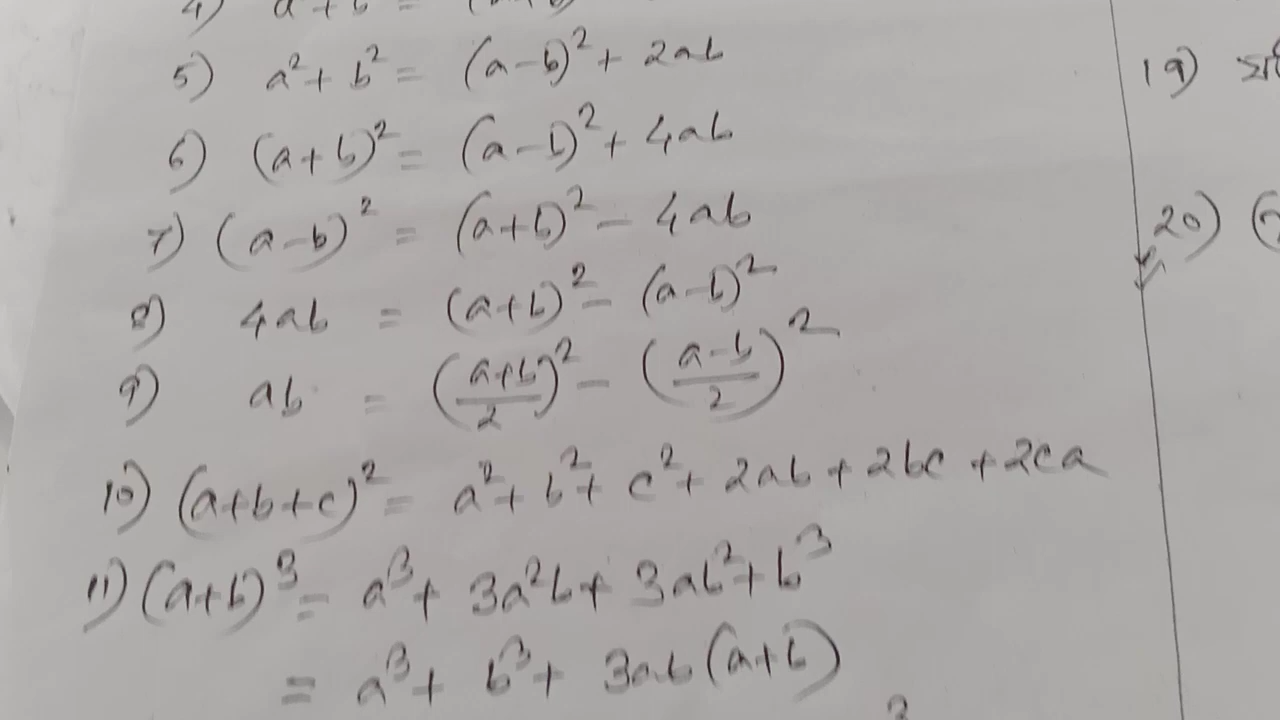 5) a²+ b² = (a-b)²+ 2ab
6) (a+b)² = (a-b)²+ 4ab
7) (a-b)² = (a+b)² - 4ab
8) 4ab = (a+b)² - (a-b)²
9) ab = ((a+b)/2)² - ((a-b)/2)²
10) (a+b+c)² = a²+ b²+ c²+ 2ab+ 2bc +2ca
11) (a+b)³ = a³+ 3a²b+ 3ab²+ b³
= a³+ b³+ 3ab(a+b)
19)
20)